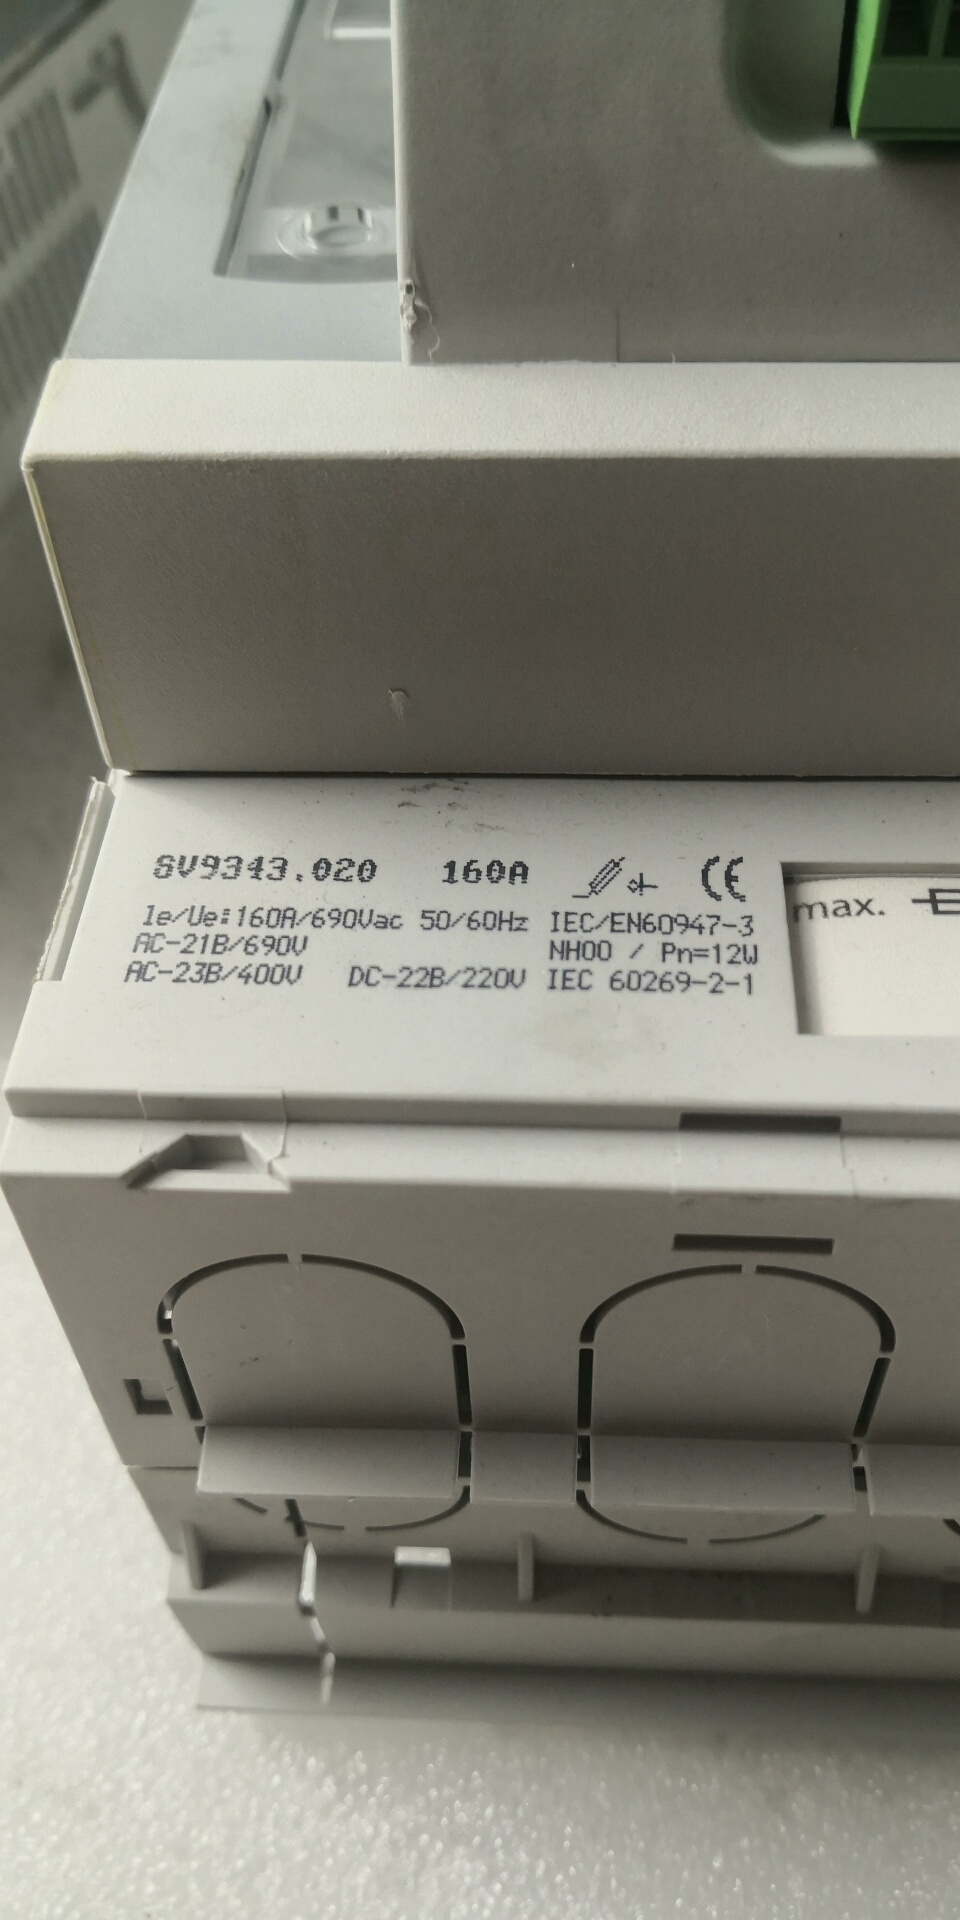 SV9343.020 160A CE
Ie/Ue:160A/690Vac 50/60Hz IEC/EN60947-3
AC-21B/690V NH00 / Pn=12W
AC-23B/400V DC-22B/220V IEC 60269-2-1
max.